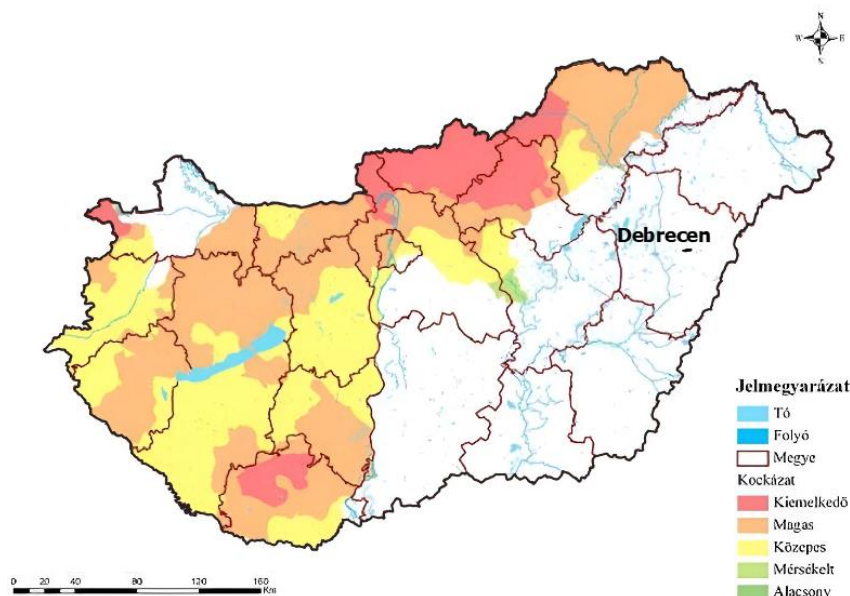 N
W E
S
Debrecen
Jelmegyarázat
Tó
Folyó
Megye
Kockázat
Kiemelkedő
Magas
Közepes
Mérsékelt
Alacsony
0 20 40 80 120 160
Km